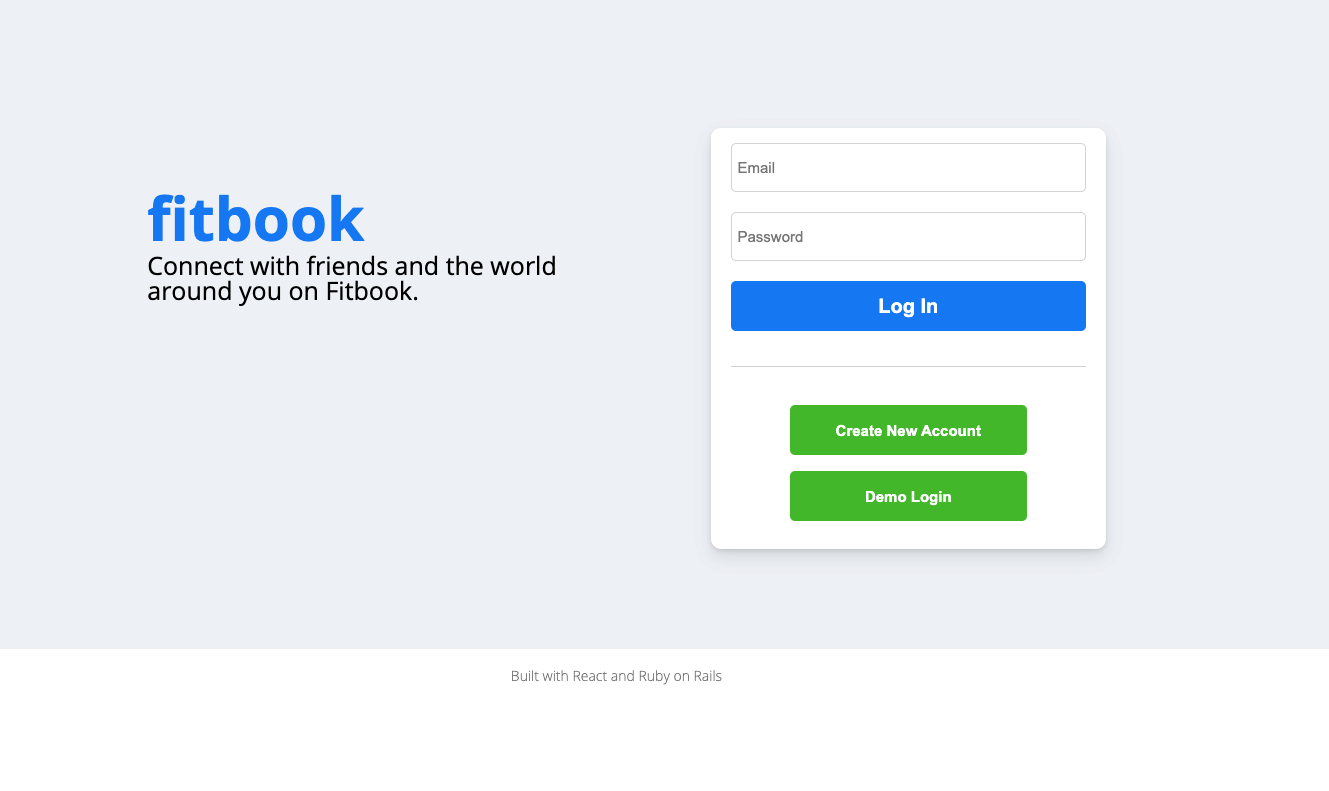 fitbook
Connect with friends and the world
around you on Fitbook.
Email
Password
Log In
Create New Account
Demo Login
Built with React and Ruby on Rails